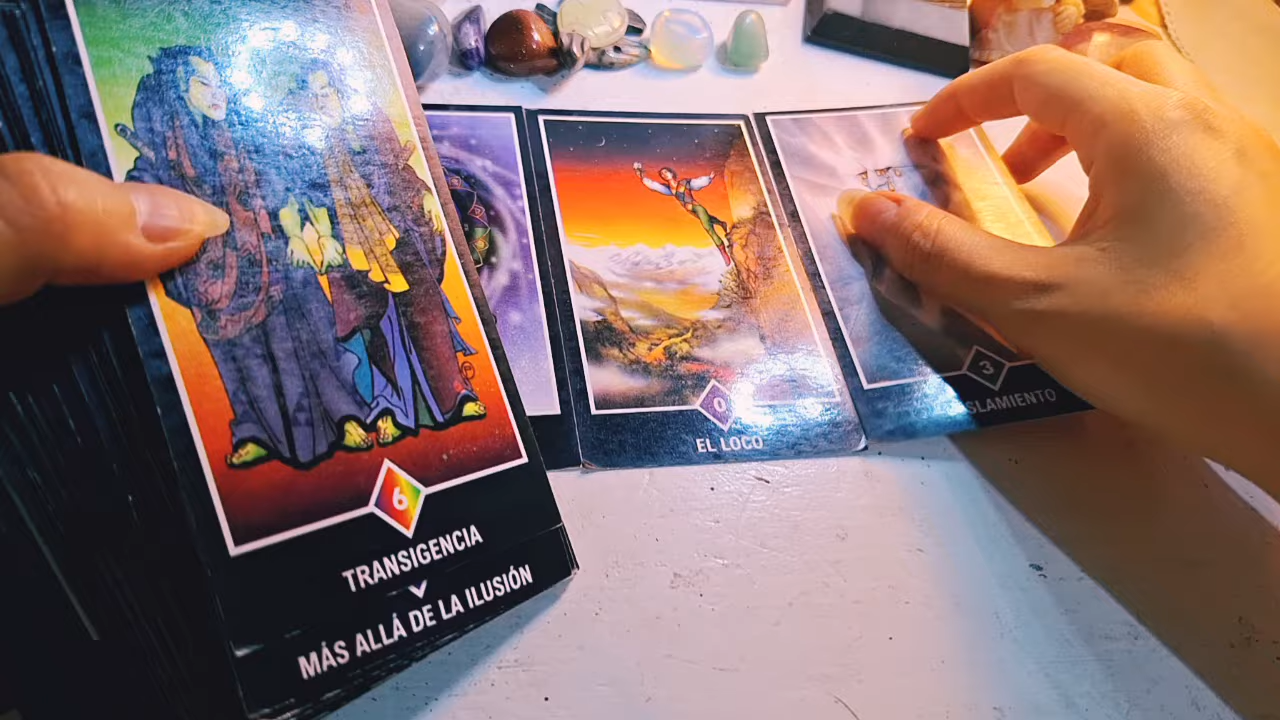 6
TRANSIGENCIA
MÁS ALLÁ DE LA ILUSIÓN
0
EL LOCO
3